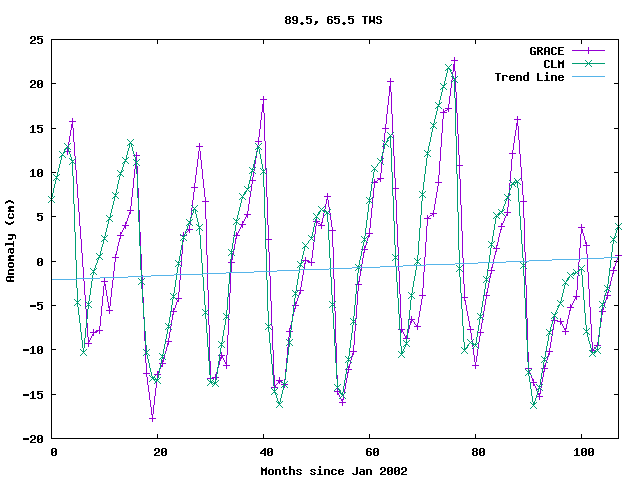 89.5, 65.5 TWS
GRACE
CLM
Trend Line
25
20
15
10
5
0
-5
-10
-15
-20
Anomaly (cm)
0 20 40 60 80 100
Months since Jan 2002